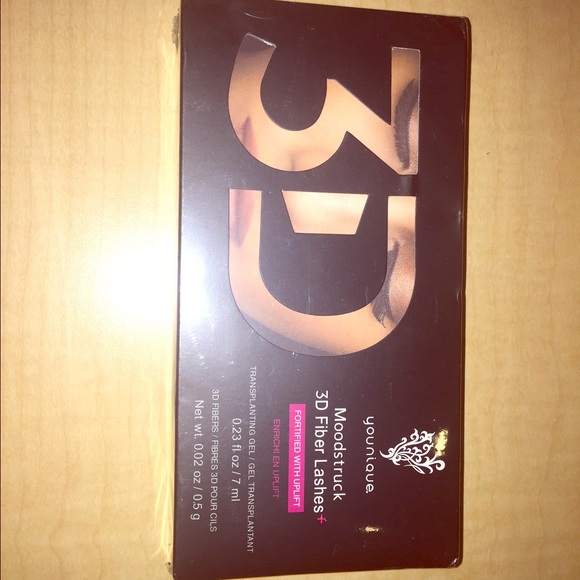 3D
younique.
Moodstruck
3D Fiber Lashes+
FORTIFIED WITH UPLIFT
ENRICHI EN UPLIFT
TRANSPLANTING GEL / GEL TRANSPLANTANT
0.23 fl oz / 7 ml
3D FIBERS / FIBRES 3D POUR CILS
Net wt. 0.02 oz / 0.5 g